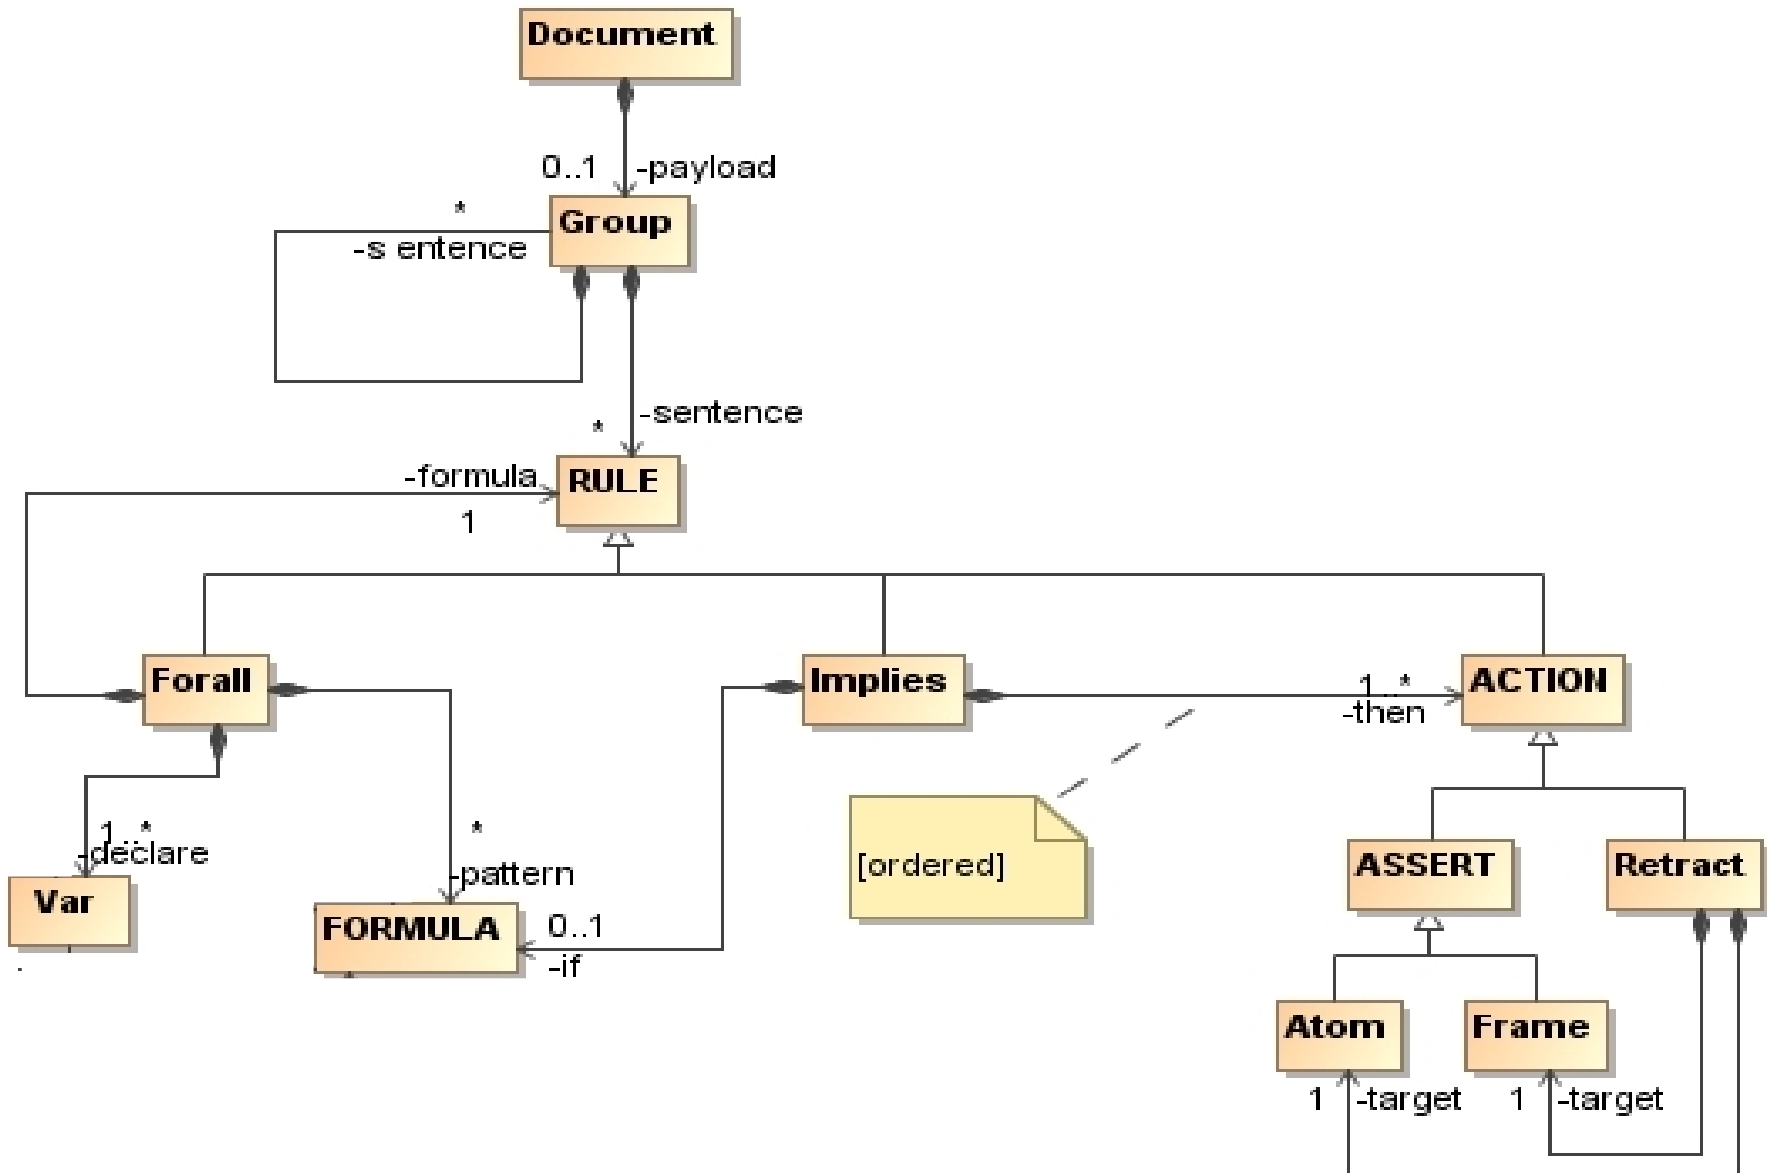 Document
0..1 -payload
Group
*
-s entence
-sentence
*
-formula
RULE
1
Forall
Implies
ACTION
1..*
-then
1..*
-declare
*
-pattern
Var
FORMULA
0..1
-if
[ordered]
ASSERT
Retract
Atom
Frame
1 -target
1 -target